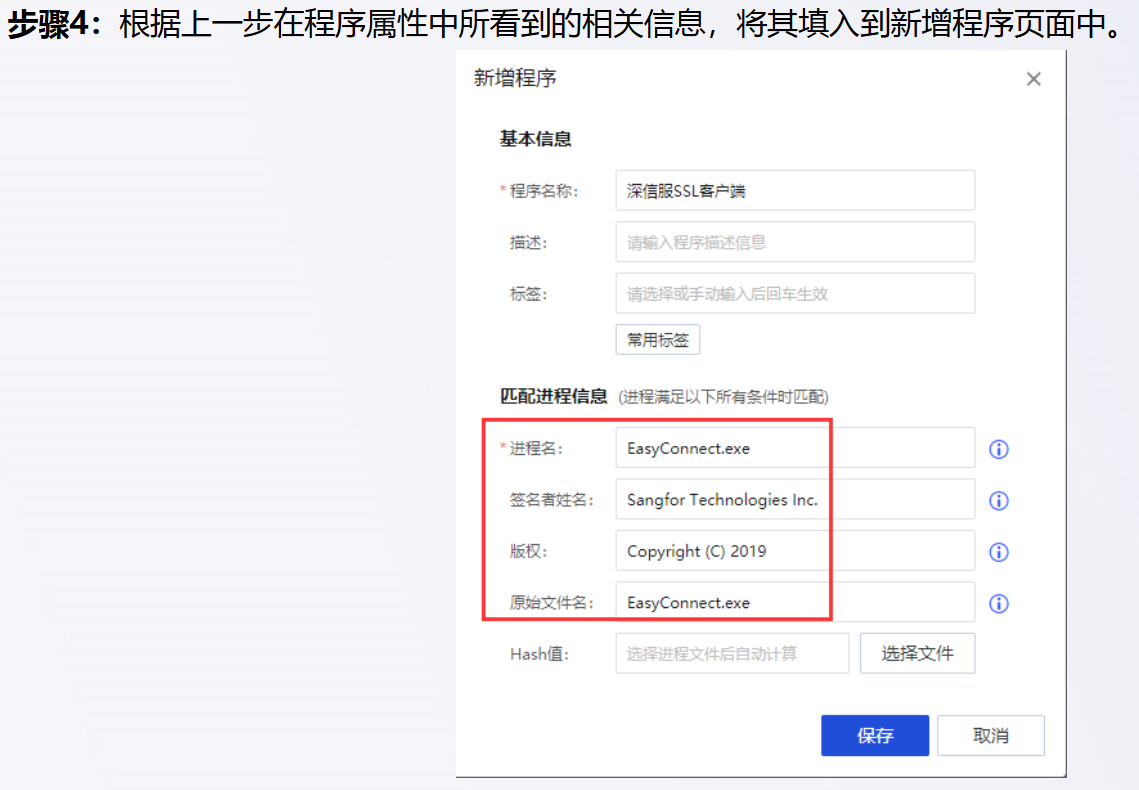 步骤4：根据上一步在程序属性中所看到的相关信息，将其填入到新增程序页面中。
新增程序
基本信息
*程序名称： 深信服SSL客户端
描述： 请输入程序描述信息
标签： 请选择或手动输入后回车生效
常用标签
匹配进程信息 (进程满足以下所有条件时匹配)
*进程名： EasyConnect.exe
签名者姓名： Sangfor Technologies Inc.
版权： Copyright (C) 2019
原始文件名： EasyConnect.exe
Hash值： 选择进程文件后自动计算 选择文件
保存 取消